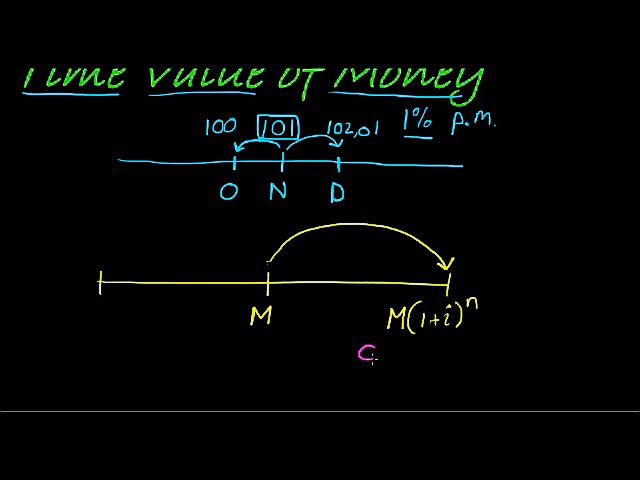 Time Value of Money
100 101 102,01 1% p.m.
O N D
M M(1+i)^n
C